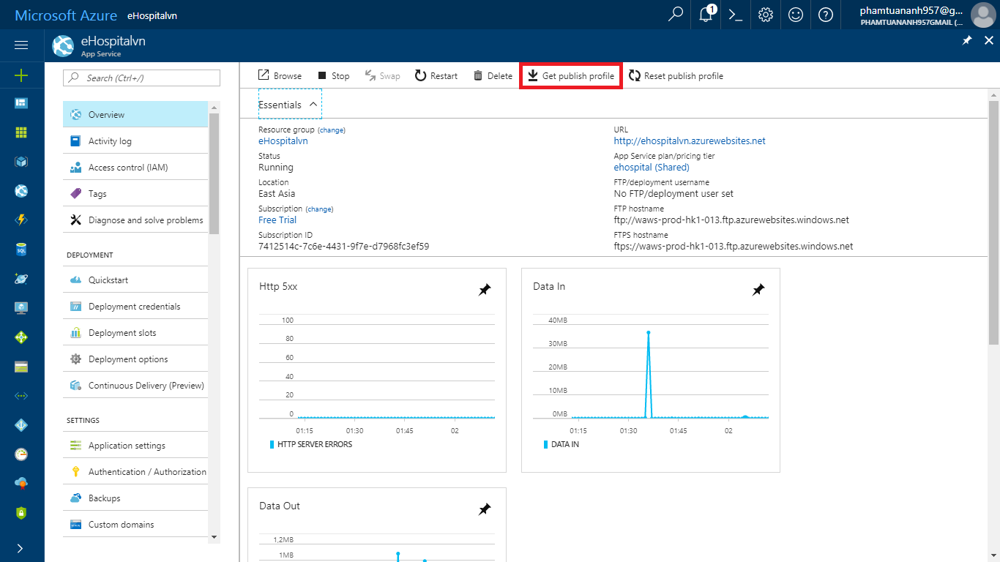 Microsoft Azure eHospitalvn
1
phamtuananh957@g...
PHAMTUANANH957GMAIL (...
eHospitalvn
App Service
Search (Ctrl+/)
Overview
Activity log
Access control (IAM)
Tags
Diagnose and solve problems
DEPLOYMENT
Quickstart
Deployment credentials
Deployment slots
Deployment options
Continuous Delivery (Preview)
SETTINGS
Application settings
Authentication / Authorization
Backups
Custom domains
Browse Stop Swap Restart Delete Get publish profile Reset publish profile
Essentials
Resource group (change)
eHospitalvn
Status
Running
Location
East Asia
Subscription (change)
Free Trial
Subscription ID
7412514c-7c6e-4431-9f7e-d7968fc3ef59
URL
http://ehospitalvn.azurewebsites.net
App Service plan/pricing tier
ehospital (Shared)
FTP/deployment username
No FTP/deployment user set
FTP hostname
ftp://waws-prod-hk1-013.ftp.azurewebsites.windows.net
FTPS hostname
ftps://waws-prod-hk1-013.ftp.azurewebsites.windows.net
Http 5xx
100
80
60
40
20
0
01:15 01:30 01:45 02
HTTP SERVER ERRORS
Data In
40MB
30MB
20MB
10MB
0MB
01:15 01:30 01:45 02
DATA IN
Data Out
1,2MB
1MB